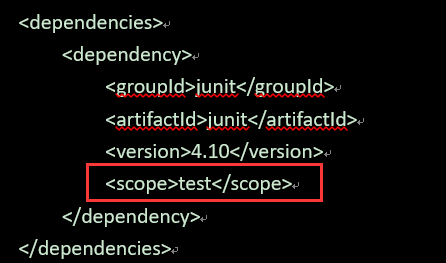 <dependencies>
<dependency>
<groupId>junit</groupId>
<artifactId>junit</artifactId>
<version>4.10</version>
<scope>test</scope>
</dependency>
</dependencies>